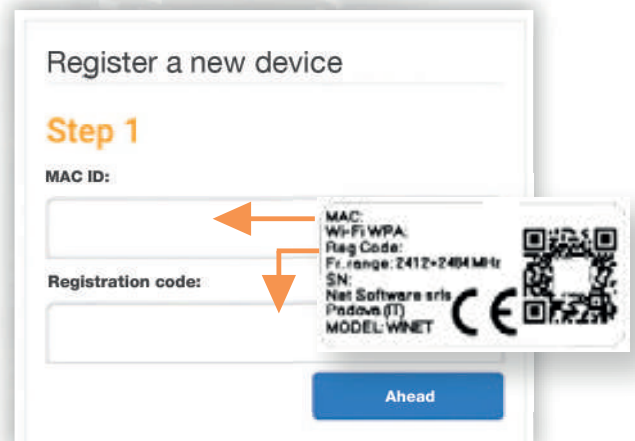 Register a new device
Step 1
MAC ID:
MAC:
Wi-Fi WPA:
Reg Code:
Fr. range: 2412÷2484 MHz
SN:
Net Software srls
Padova (IT)
MODEL: WiNET
CE
Registration code:
Ahead